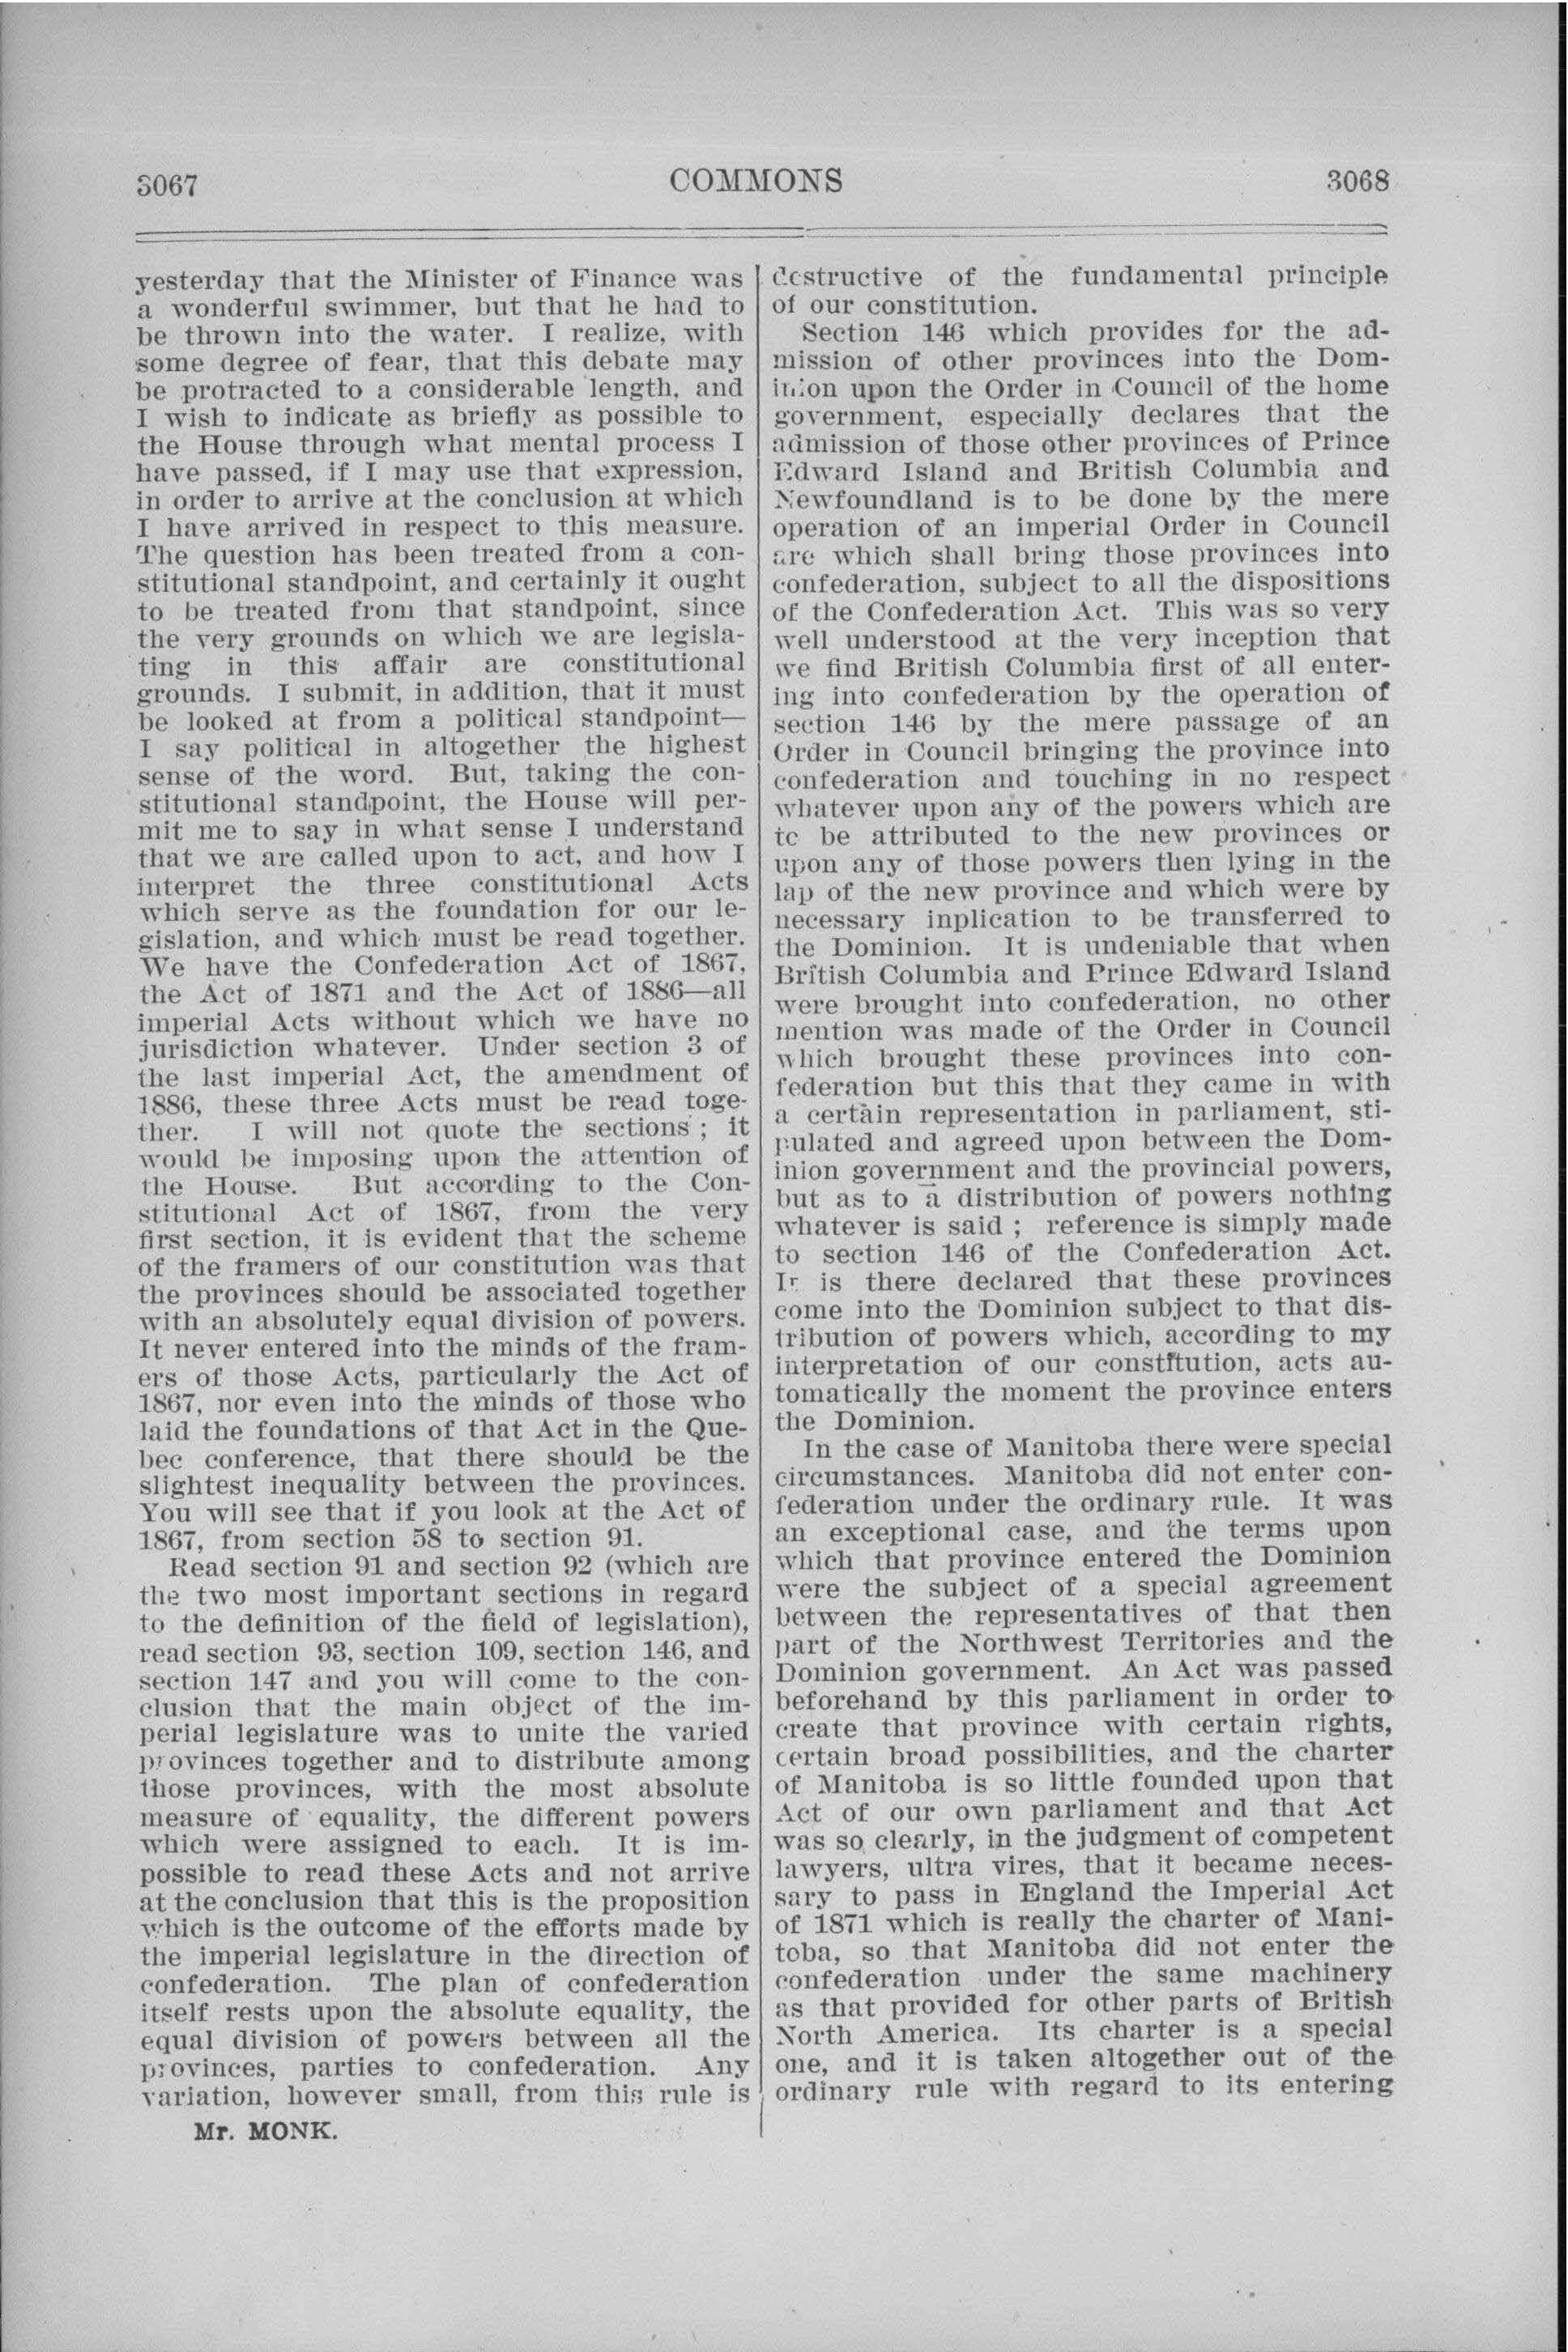 3067
COMMONS
3068
yesterday that the Minister of Finance was
a wonderful swimmer, but that he had to
be thrown into the water. I realize, with
some degree of fear, that this debate may
be protracted to a considerable length, and
I wish to indicate as briefly as possible to
the House through what mental process I
have passed, if I may use that expression,
in order to arrive at the conclusion at which
I have arrived in respect to this measure.
The question has been treated from a con-
stitutional standpoint, and certainly it ought
to be treated from that standpoint, since
the very grounds on which we are legisla-
ting in this affair are constitutional
grounds. I submit, in addition, that it must
be looked at from a political standpoint—
I say political in altogether the highest
sense of the word. But, taking the con-
stitutional standpoint, the House will per-
mit me to say in what sense I understand
that we are called upon to act, and how I
interpret the three constitutional Acts
which serve as the foundation for our le-
gislation, and which must be read together.
We have the Confederation Act of 1867,
the Act of 1871 and the Act of 1886—all
imperial Acts without which we have no
jurisdiction whatever. Under section 3 of
the last imperial Act, the amendment of
1886, these three Acts must be read toge-
ther. I will not quote the sections ; it
would be imposing upon the attention of
the House. But according to the Con-
stitutional Act of 1867, from the very
first section, it is evident that the scheme
of the framers of our constitution was that
the provinces should be associated together
with an absolutely equal division of powers.
It never entered into the minds of the fram-
ers of those Acts, particularly the Act of
1867, nor even into the minds of those who
laid the foundations of that Act in the Que-
bec conference, that there should be the
slightest inequality between the provinces.
You will see that if you look at the Act of
1867, from section 58 to section 91.
Read section 91 and section 92 (which are
the two most important sections in regard
to the definition of the field of legislation),
read section 93, section 109, section 146, and
section 147 and you will come to the con-
clusion that the main object of the im-
perial legislature was to unite the varied
provinces together and to distribute among
those provinces, with the most absolute
measure of equality, the different powers
which were assigned to each. It is im-
possible to read these Acts and not arrive
at the conclusion that this is the proposition
which is the outcome of the efforts made by
the imperial legislature in the direction of
confederation. The plan of confederation
itself rests upon the absolute equality, the
equal division of powers between all the
provinces, parties to confederation. Any
variation, however small, from this rule is
Mr. MONK.
destructive of the fundamental principle
of our constitution.
Section 146 which provides for the ad-
mission of other provinces into the Dom-
inion upon the Order in Council of the home
government, especially declares that the
admission of those other provinces of Prince
Edward Island and British Columbia and
Newfoundland is to be done by the mere
operation of an imperial Order in Council
are which shall bring those provinces into
confederation, subject to all the dispositions
of the Confederation Act. This was so very
well understood at the very inception that
we find British Columbia first of all enter-
ing into confederation by the operation of
section 146 by the mere passage of an
Order in Council bringing the province into
confederation and touching in no respect
whatever upon any of the powers which are
to be attributed to the new provinces or
upon any of those powers then lying in the
lap of the new province and which were by
necessary inplication to be transferred to
the Dominion. It is undeniable that when
British Columbia and Prince Edward Island
were brought into confederation, no other
mention was made of the Order in Council
which brought these provinces into con-
federation but this that they came in with
a certain representation in parliament, sti-
pulated and agreed upon between the Dom-
inion government and the provincial powers,
but as to a distribution of powers nothing
whatever is said ; reference is simply made
to section 146 of the Confederation Act.
It is there declared that these provinces
come into the Dominion subject to that dis-
tribution of powers which, according to my
interpretation of our constitution, acts au-
tomatically the moment the province enters
the Dominion.
In the case of Manitoba there were special
circumstances. Manitoba did not enter con-
federation under the ordinary rule. It was
an exceptional case, and the terms upon
which that province entered the Dominion
were the subject of a special agreement
between the representatives of that then
part of the Northwest Territories and the
Dominion government. An Act was passed
beforehand by this parliament in order to
create that province with certain rights,
certain broad possibilities, and the charter
of Manitoba is so little founded upon that
Act of our own parliament and that Act
was so clearly, in the judgment of competent
lawyers, ultra vires, that it became neces-
sary to pass in England the Imperial Act
of 1871 which is really the charter of Mani-
toba, so that Manitoba did not enter the
confederation under the same machinery
as that provided for other parts of British
North America. Its charter is a special
one, and it is taken altogether out of the
ordinary rule with regard to its entering